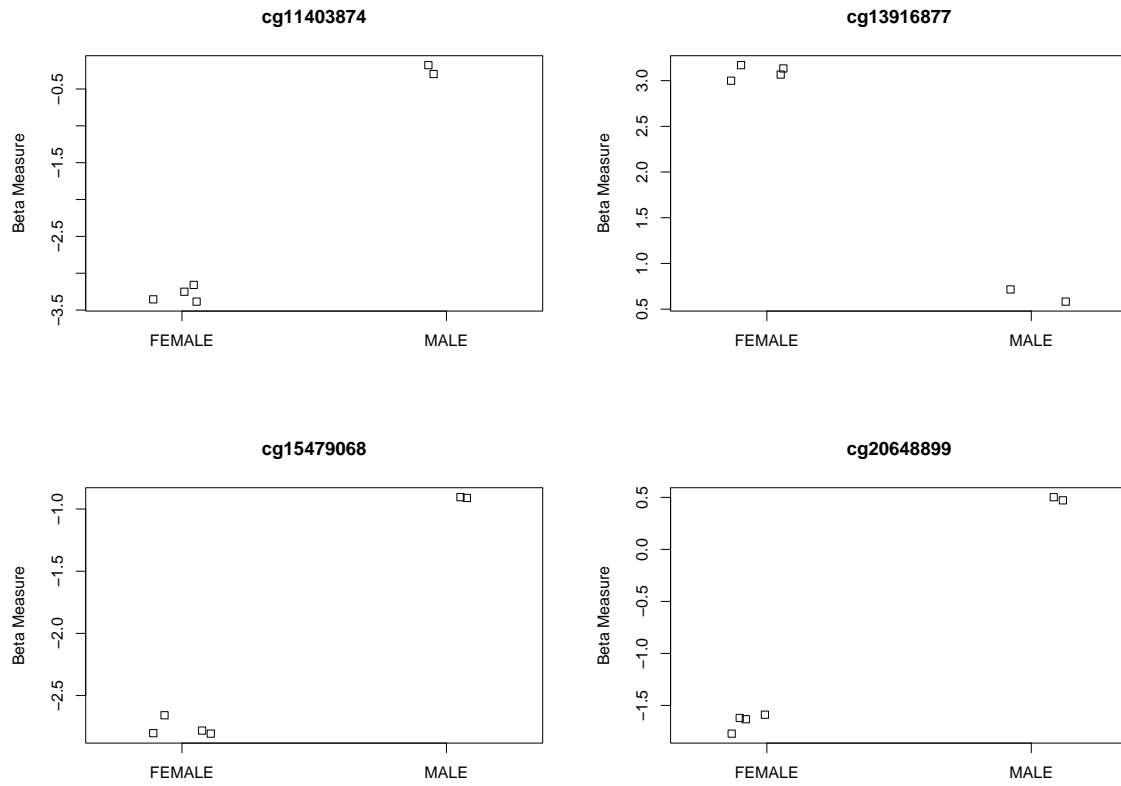 cg11403874
Beta Measure
−0.5
−1.5
−2.5
−3.5
FEMALE MALE
cg13916877
Beta Measure
3.0
2.5
2.0
1.5
1.0
0.5
FEMALE MALE
cg15479068
Beta Measure
−1.0
−1.5
−2.0
−2.5
FEMALE MALE
cg20648899
Beta Measure
0.5
0.0
−0.5
−1.0
−1.5
FEMALE MALE